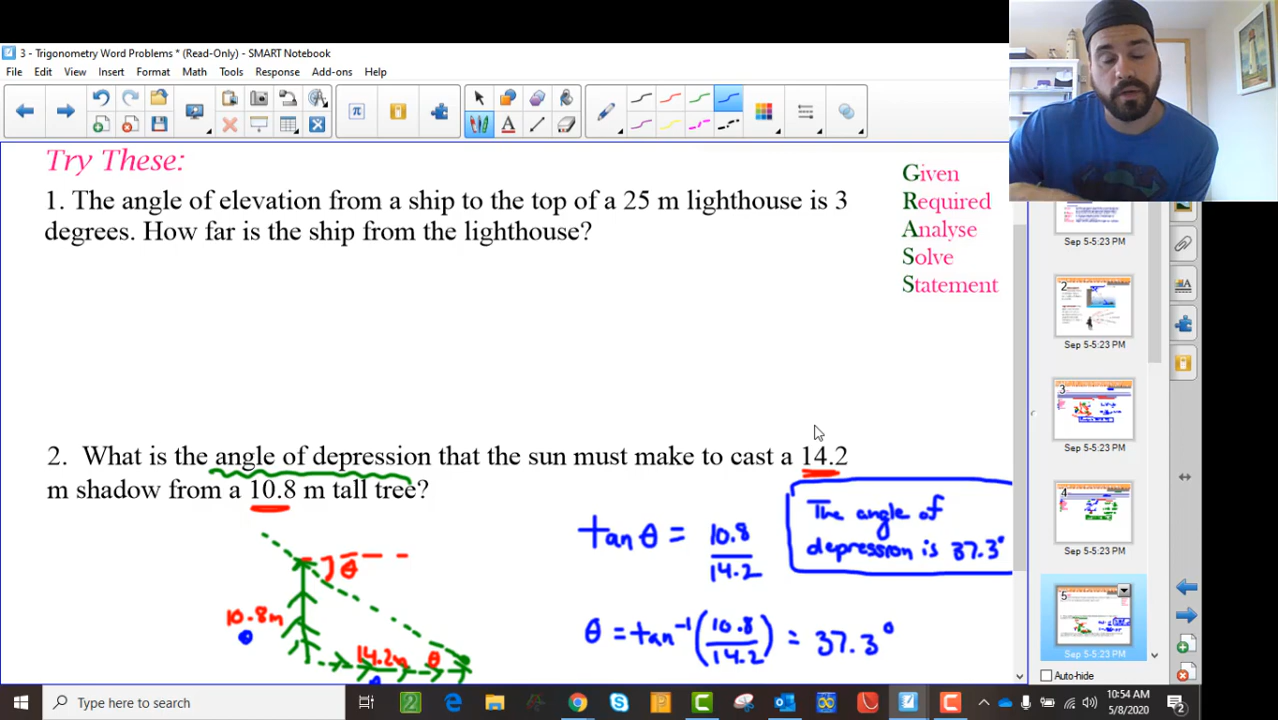 3 - Trigonometry Word Problems * (Read-Only) - SMART Notebook
File Edit View Insert Format Math Tools Response Add-ons Help
Try These:
1. The angle of elevation from a ship to the top of a 25 m lighthouse is 3
degrees. How far is the ship from the lighthouse?
Given
Required
Analyse
Solve
Statement
2. What is the angle of depression that the sun must make to cast a 14.2
m shadow from a 10.8 m tall tree?
tan θ = 10.8
14.2
The angle of
depression is 37.3°
θ
10.8m
14.2m
θ
θ = tan⁻¹(10.8/14.2) = 37.3°
Sep 5-5:23 PM
2
Sep 5-5:23 PM
3
Sep 5-5:23 PM
4
Sep 5-5:23 PM
5
Auto-hide
Type here to search
10:54 AM
5/8/2020
2